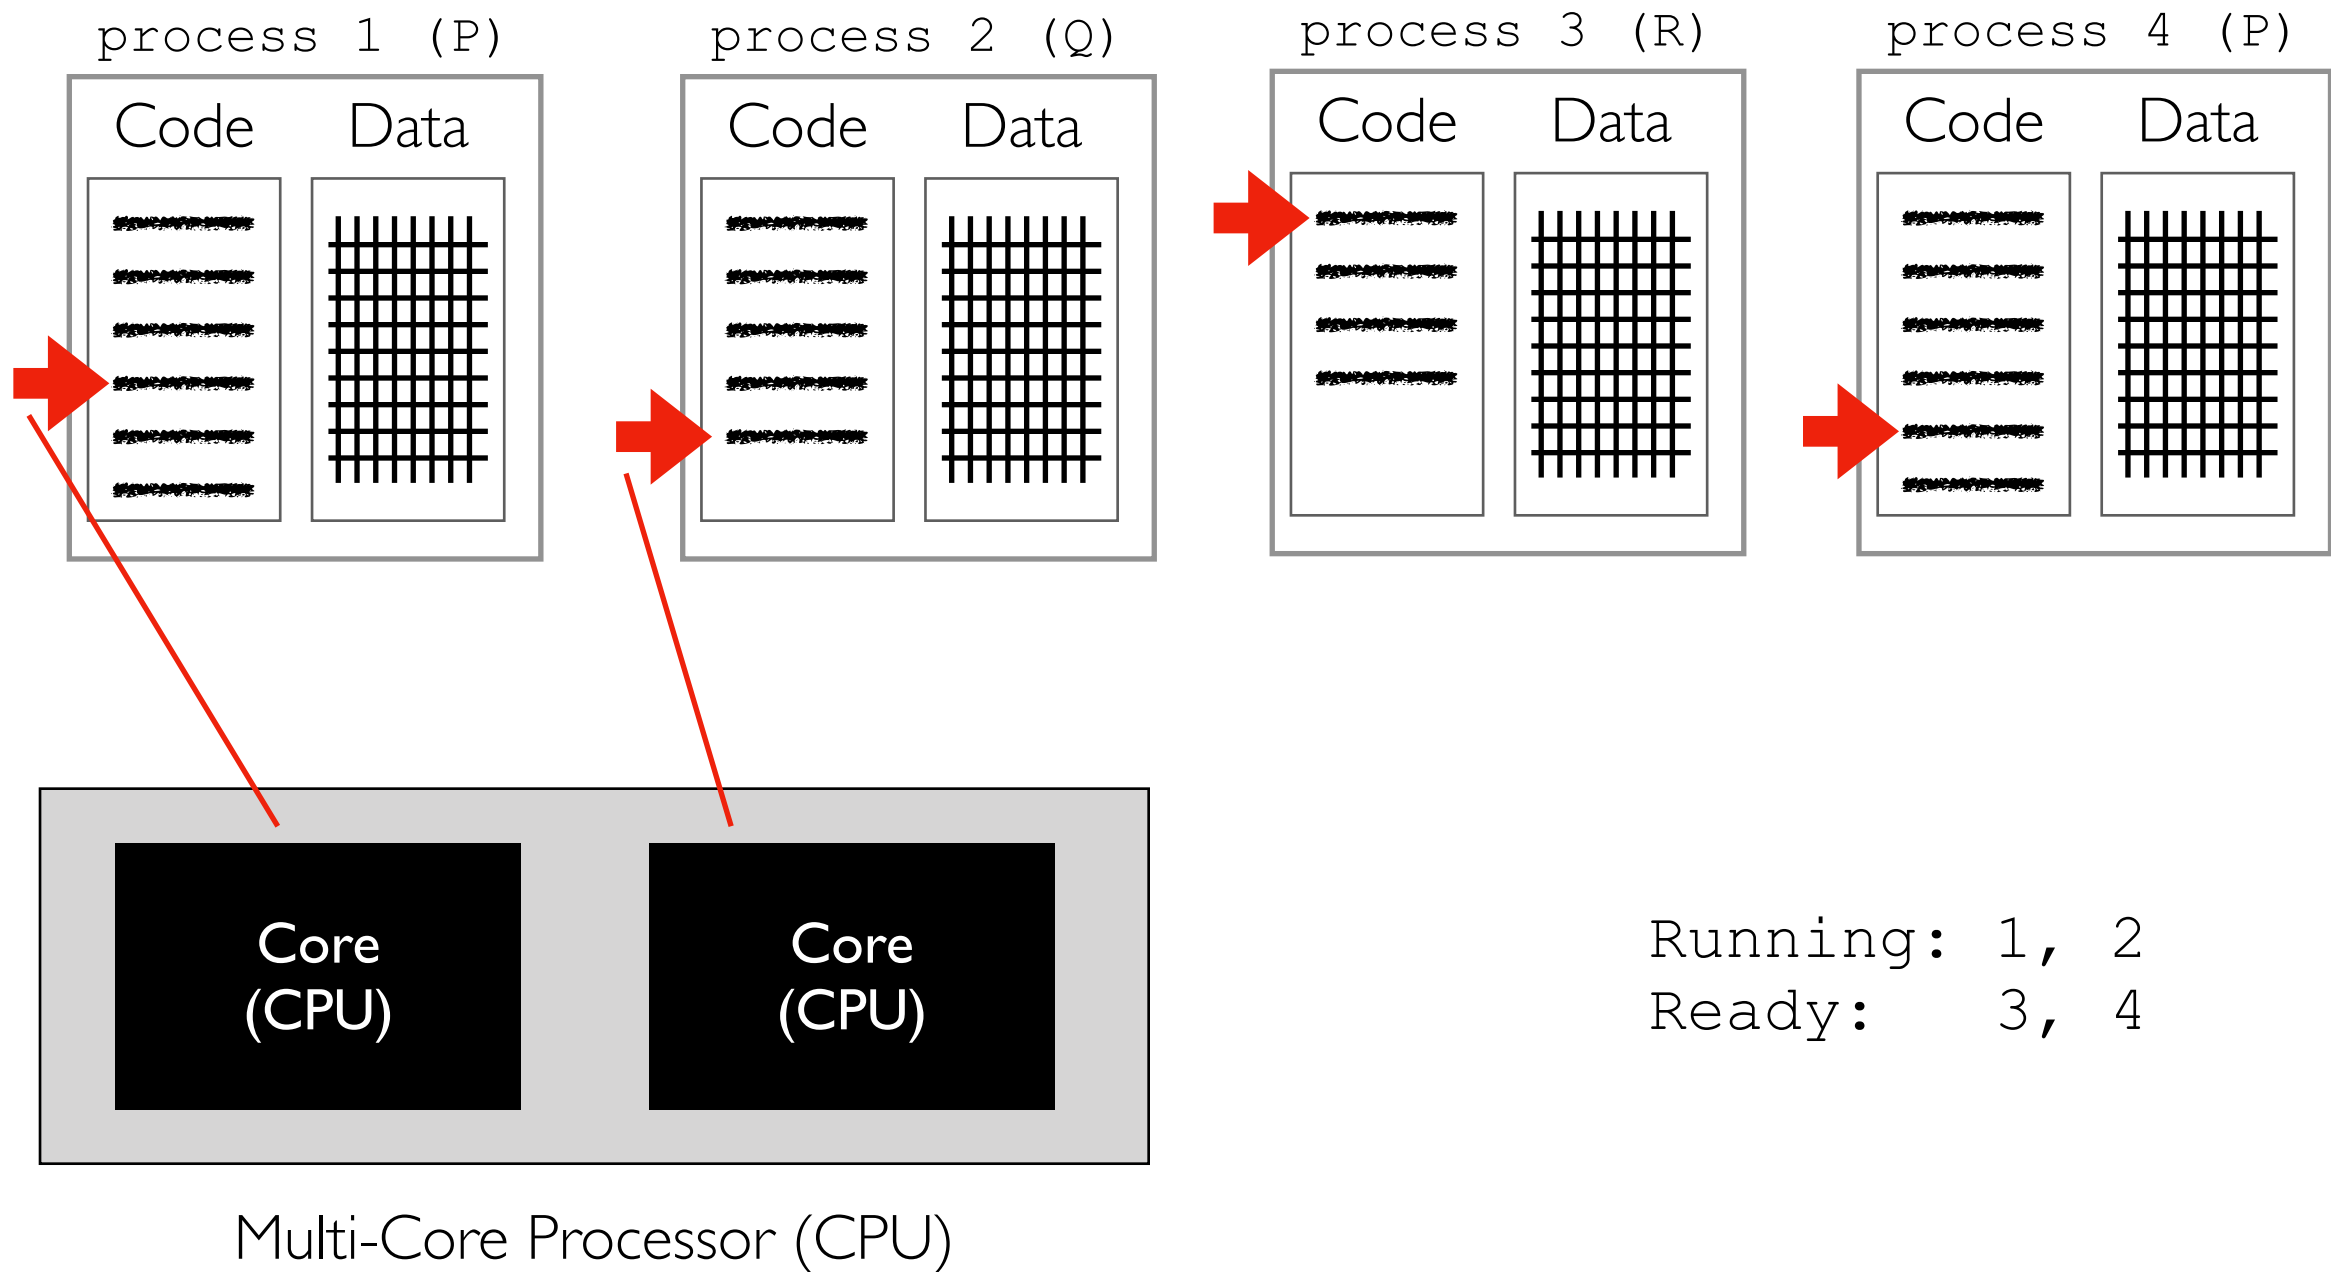 process 1 (P)
process 2 (Q)
process 3 (R)
process 4 (P)
Code Data
Code Data
Code Data
Code Data
Core
(CPU)
Core
(CPU)
Running: 1, 2
Ready: 3, 4
Multi-Core Processor (CPU)